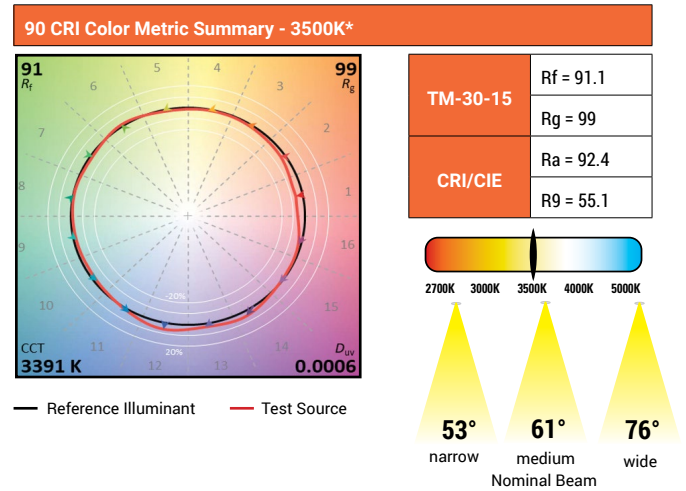 90 CRI Color Metric Summary - 3500K*
91
Rf
99
Rg
5
4
6
3
7
2
8
1
9
16
10
15
11
14
12
13
-20%
20%
CCT
3391 K
Duv
0.0006
Reference Illuminant
Test Source
TM-30-15
Rf = 91.1
Rg = 99
CRI/CIE
Ra = 92.4
R9 = 55.1
2700K 3000K 3500K 4000K 5000K
53° 61° 76°
narrow medium wide
Nominal Beam